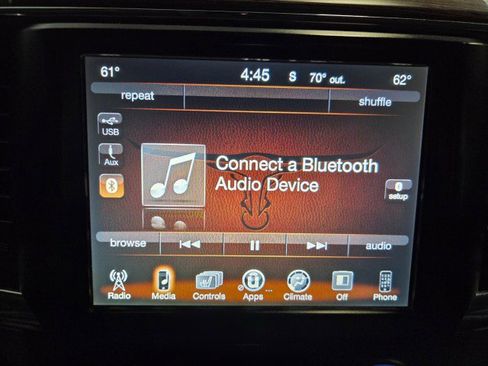 61° 4:45 S 70° out. 62°
repeat shuffle
USB
Aux
Connect a Bluetooth
Audio Device
setup
browse audio
Radio Media Controls Apps ... Climate Off Phone